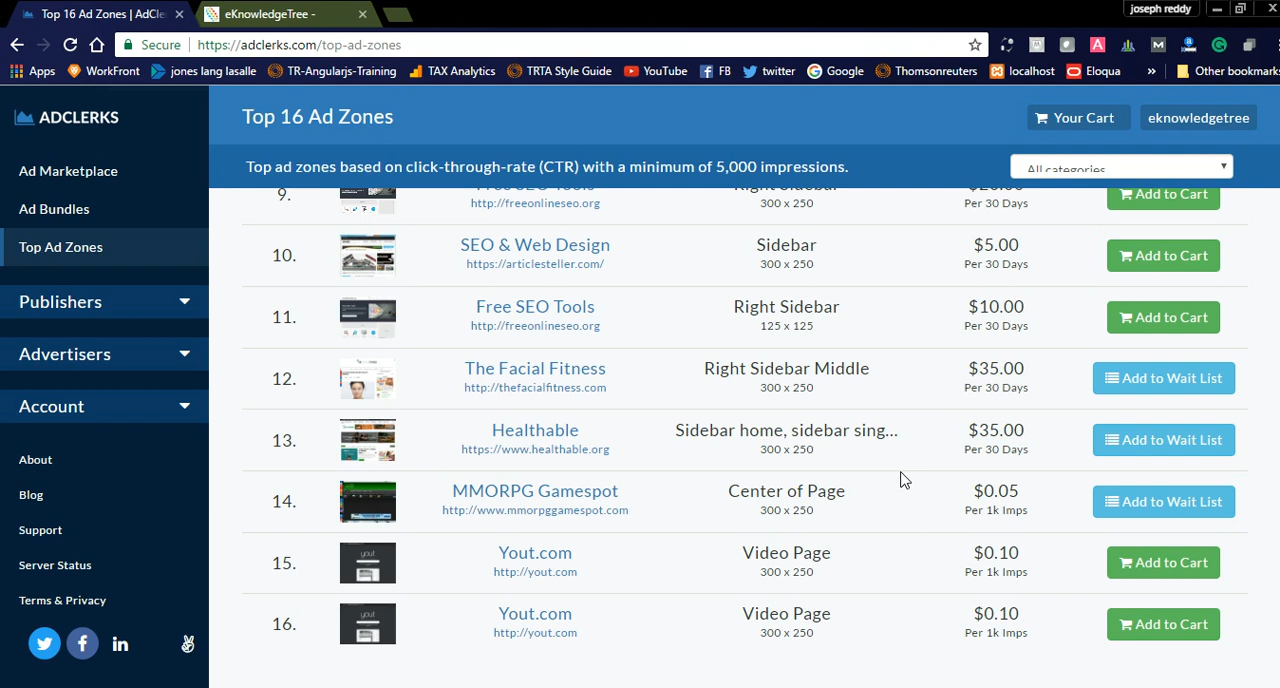 Top 16 Ad Zones | AdCle
eKnowledgeTree -
joseph reddy
Secure
https://adclerks.com/top-ad-zones
Apps
WorkFront
jones lang lasalle
TR-Angularjs-Training
TAX Analytics
TRTA Style Guide
YouTube
FB
twitter
Google
Thomsonreuters
localhost
Eloqua
»
Other bookmarks
ADCLERKS
Ad Marketplace
Ad Bundles
Top Ad Zones
Publishers
Advertisers
Account
About
Blog
Support
Server Status
Terms & Privacy
Top 16 Ad Zones
Your Cart
eknowledgetree
Top ad zones based on click-through-rate (CTR) with a minimum of 5,000 impressions.
All categories
9.
Free SEO Tools
http://freeonlineseo.org
Right Sidebar
300 x 250
Per 30 Days
Add to Cart
10.
SEO & Web Design
https://articlesteller.com/
Sidebar
300 x 250
$5.00
Per 30 Days
Add to Cart
11.
Free SEO Tools
http://freeonlineseo.org
Right Sidebar
125 x 125
$10.00
Per 30 Days
Add to Cart
12.
The Facial Fitness
http://thefacialfitness.com
Right Sidebar Middle
300 x 250
$35.00
Per 30 Days
Add to Wait List
13.
Healthable
https://www.healthable.org
Sidebar home, sidebar sing...
300 x 250
$35.00
Per 30 Days
Add to Wait List
14.
MMORPG Gamespot
http://www.mmorpggamespot.com
Center of Page
300 x 250
$0.05
Per 1k Imps
Add to Wait List
15.
Yout.com
http://yout.com
Video Page
300 x 250
$0.10
Per 1k Imps
Add to Cart
16.
Yout.com
http://yout.com
Video Page
300 x 250
$0.10
Per 1k Imps
Add to Cart